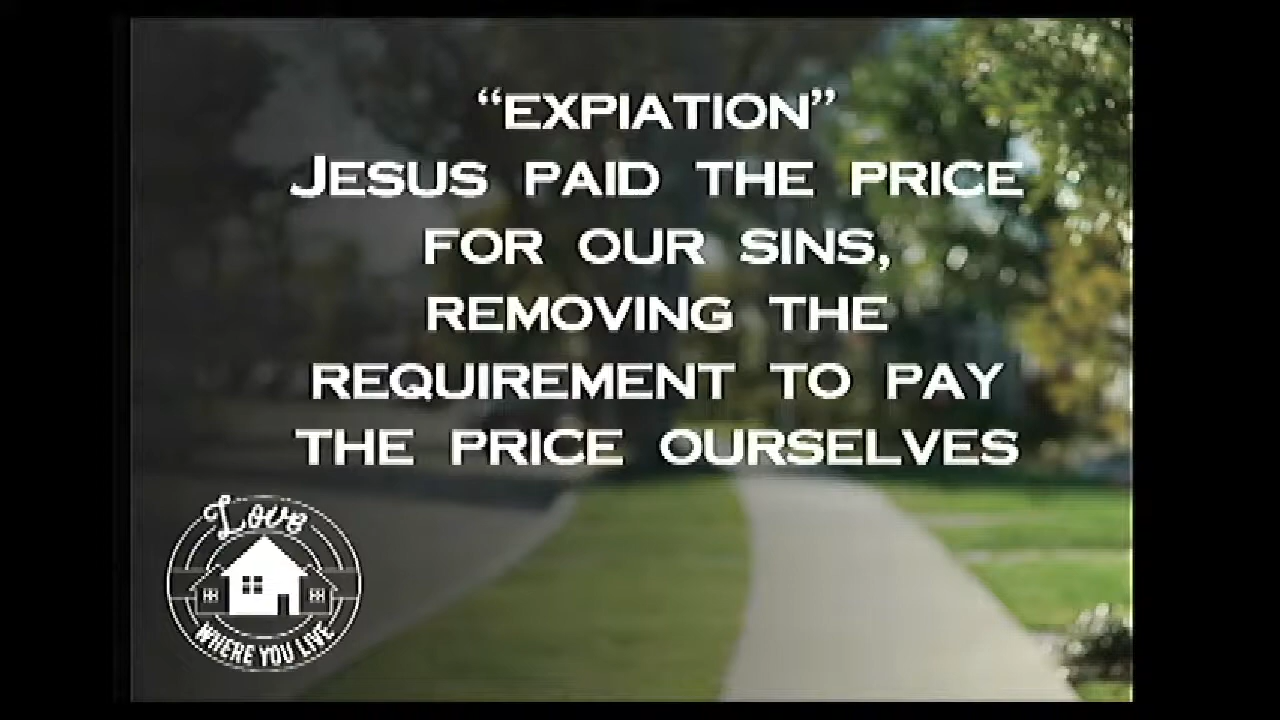 “EXPIATION”
JESUS PAID THE PRICE
FOR OUR SINS,
REMOVING THE
REQUIREMENT TO PAY
THE PRICE OURSELVES
Love
WHERE YOU LIVE